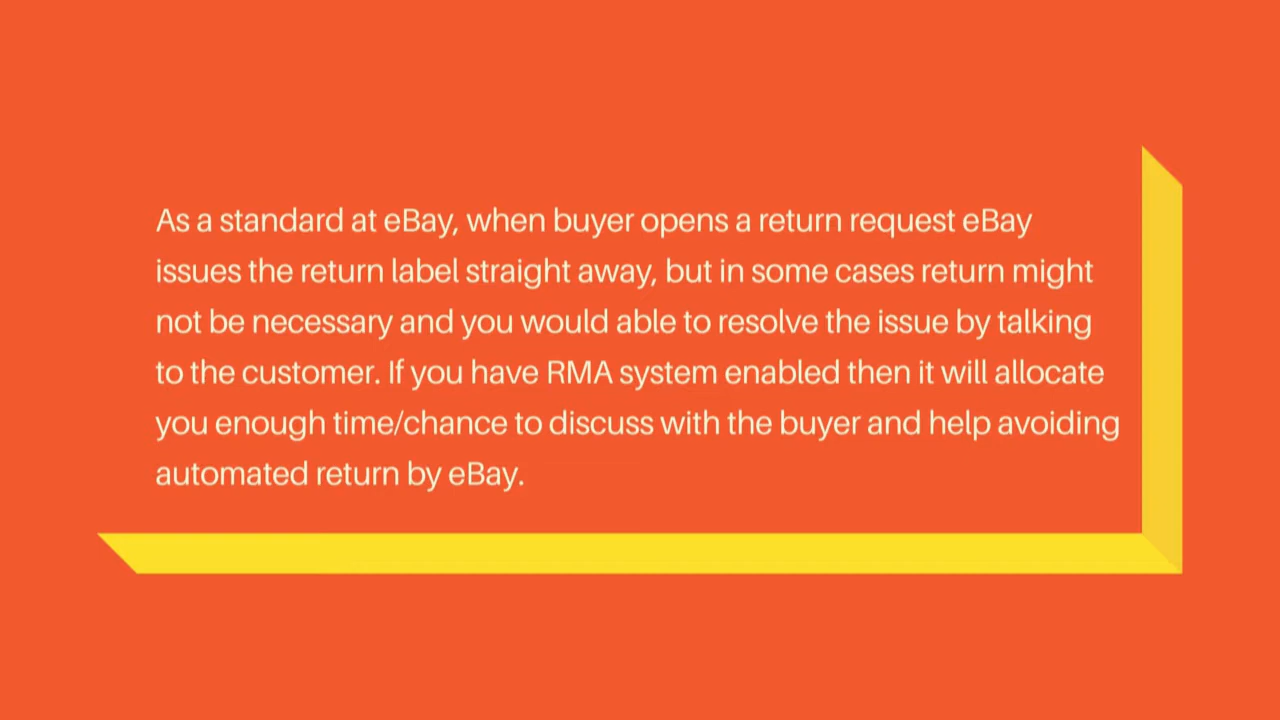 As a standard at eBay, when buyer opens a return request eBay
issues the return label straight away, but in some cases return might
not be necessary and you would able to resolve the issue by talking
to the customer. If you have RMA system enabled then it will allocate
you enough time/chance to discuss with the buyer and help avoiding
automated return by eBay.